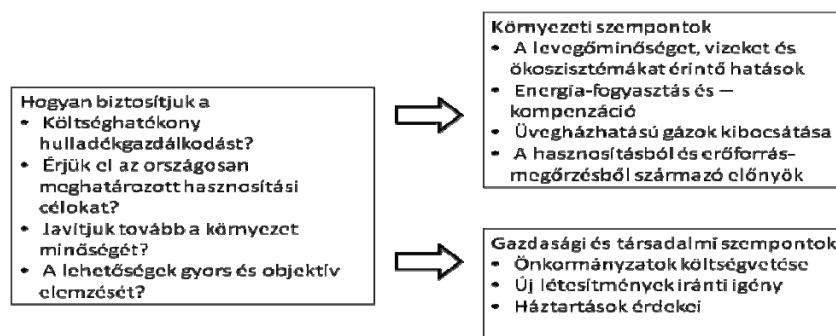 Hogyan biztosítjuk a
• Költséghatékony
hulladékgazdálkodást?
• Érjük el az országosan
meghatározott hasznosítási
célokat?
• Javítjuk tovább a környezet
minőségét?
• A lehetőségek gyors és objektív
elemzését?
Környezeti szempontok
• A levegőminőséget, vizeket és
ökoszisztémákat érintő hatások
• Energia-fogyasztás és –
kompenzáció
• Üvegházhatású gázok kibocsátása
• A hasznosításból és erőforrás-
megőrzésből származó előnyök
Gazdasági és társadalmi szempontok
• Önkormányzatok költségvetése
• Új létesítmények iránti igény
• Háztartások érdekei